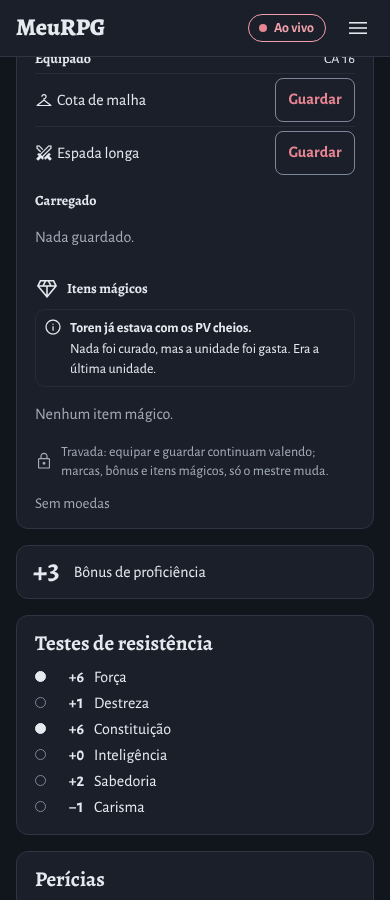 MeuRPG
Ao vivo
Equipado
CA 16
Cota de malha
Guardar
Espada longa
Guardar
Carregado
Nada guardado.
Itens mágicos
Toren já estava com os PV cheios.
Nada foi curado, mas a unidade foi gasta. Era a
última unidade.
Nenhum item mágico.
Travada: equipar e guardar continuam valendo;
marcas, bônus e itens mágicos, só o mestre muda.
Sem moedas
+3 Bônus de proficiência
Testes de resistência
+6 Força
+1 Destreza
+6 Constituição
+0 Inteligência
+2 Sabedoria
−1 Carisma
Perícias